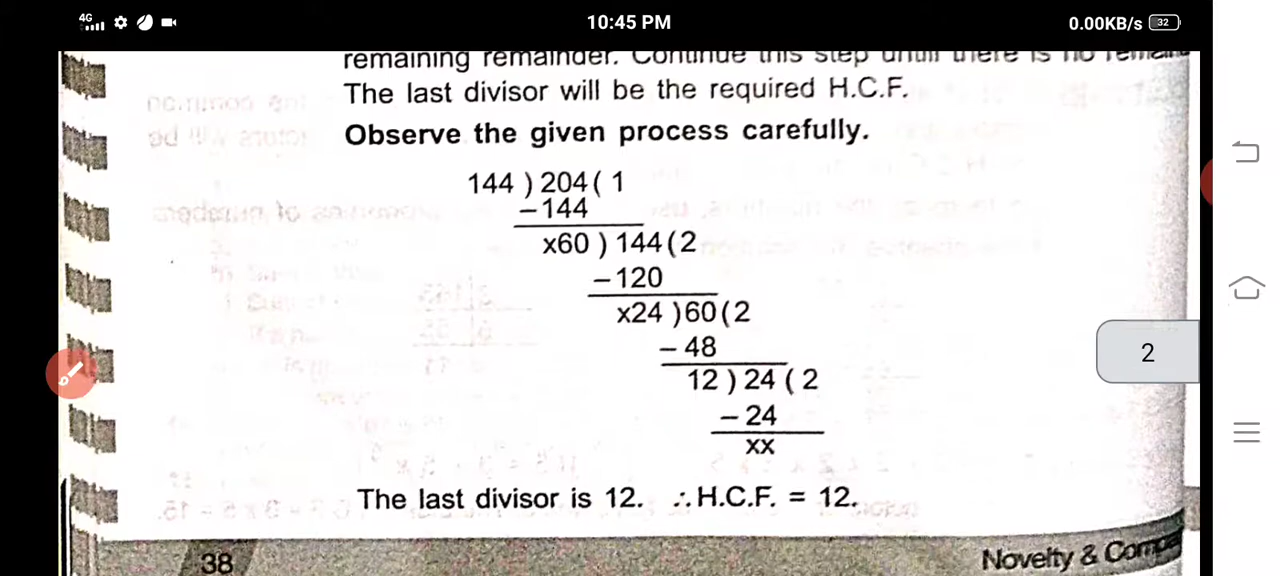 4G 10:45 PM 0.00KB/s 32
remaining remainder. Continue this step until there is no
The last divisor will be the required H.C.F.
Observe the given process carefully.
144 ) 204 ( 1
– 144
x60 ) 144 ( 2
– 120
x24 ) 60 ( 2
– 48
12 ) 24 ( 2
– 24
xx
2
The last divisor is 12. ∴ H.C.F. = 12.
38
Novelty &